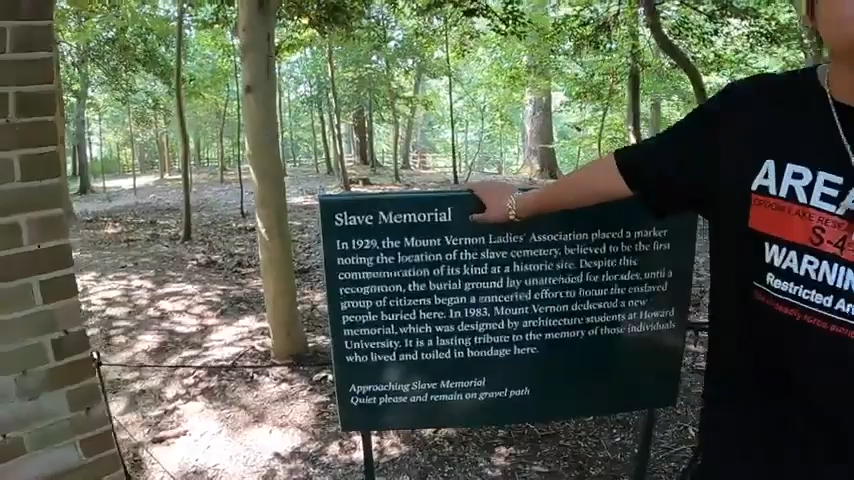 Slave Memorial
In 1929, the Mount Vernon Ladies' Association placed a marker
noting the location of the slave cemetery, believed to be the first
commemoration of its kind at a historic site. Despite this
recognition, the burial ground lay unattended for decades, until a
group of citizens began a concerted effort to honor the enslaved
people buried here. In 1983, Mount Vernon dedicated a new
memorial, which was designed by architecture students at Howard
University. It is a lasting tribute to the memory of those individuals
who lived and toiled in bondage here.
Approaching Slave Memorial
Quiet please and remain on gravel path.
AREA
S-4
WARNIN
Restricted A